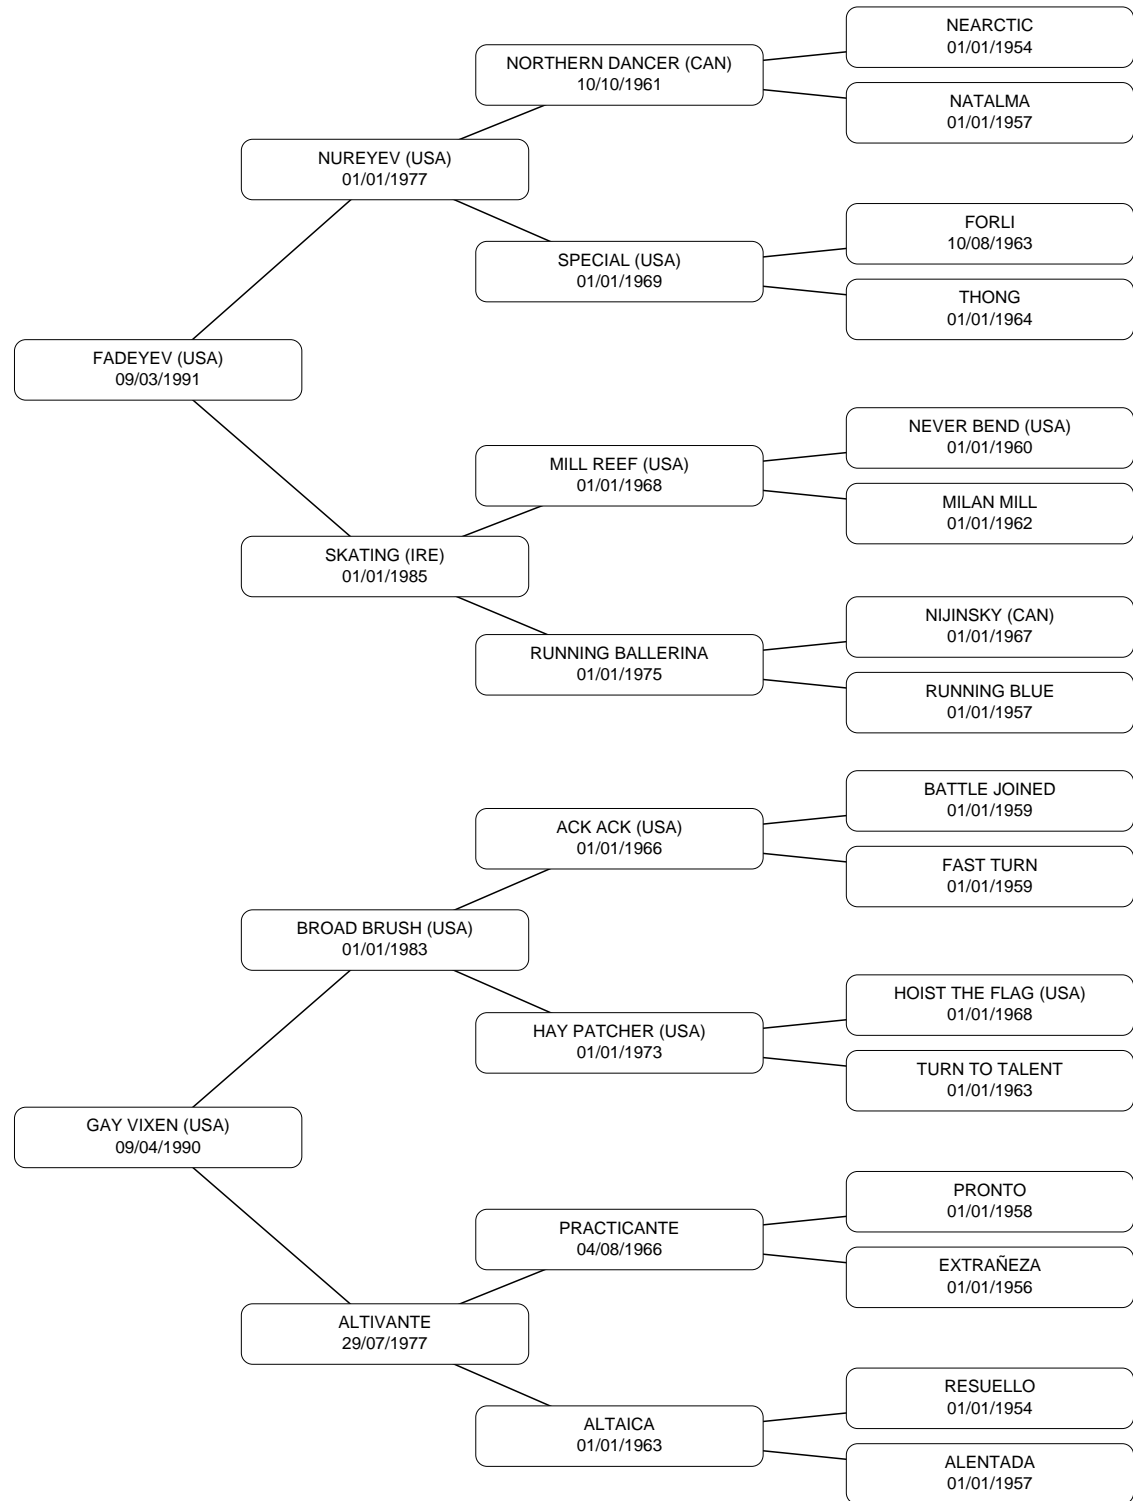 NEARCTIC
01/01/1954
NORTHERN DANCER (CAN)
10/10/1961
NATALMA
01/01/1957
NUREYEV (USA)
01/01/1977
FORLI
10/08/1963
SPECIAL (USA)
01/01/1969
THONG
01/01/1964
FADEYEV (USA)
09/03/1991
NEVER BEND (USA)
01/01/1960
MILL REEF (USA)
01/01/1968
MILAN MILL
01/01/1962
SKATING (IRE)
01/01/1985
NIJINSKY (CAN)
01/01/1967
RUNNING BALLERINA
01/01/1975
RUNNING BLUE
01/01/1957
BATTLE JOINED
01/01/1959
ACK ACK (USA)
01/01/1966
FAST TURN
01/01/1959
BROAD BRUSH (USA)
01/01/1983
HOIST THE FLAG (USA)
01/01/1968
HAY PATCHER (USA)
01/01/1973
TURN TO TALENT
01/01/1963
GAY VIXEN (USA)
09/04/1990
PRONTO
01/01/1958
PRACTICANTE
04/08/1966
EXTRAÑEZA
01/01/1956
ALTIVANTE
29/07/1977
RESUELLO
01/01/1954
ALTAICA
01/01/1963
ALENTADA
01/01/1957